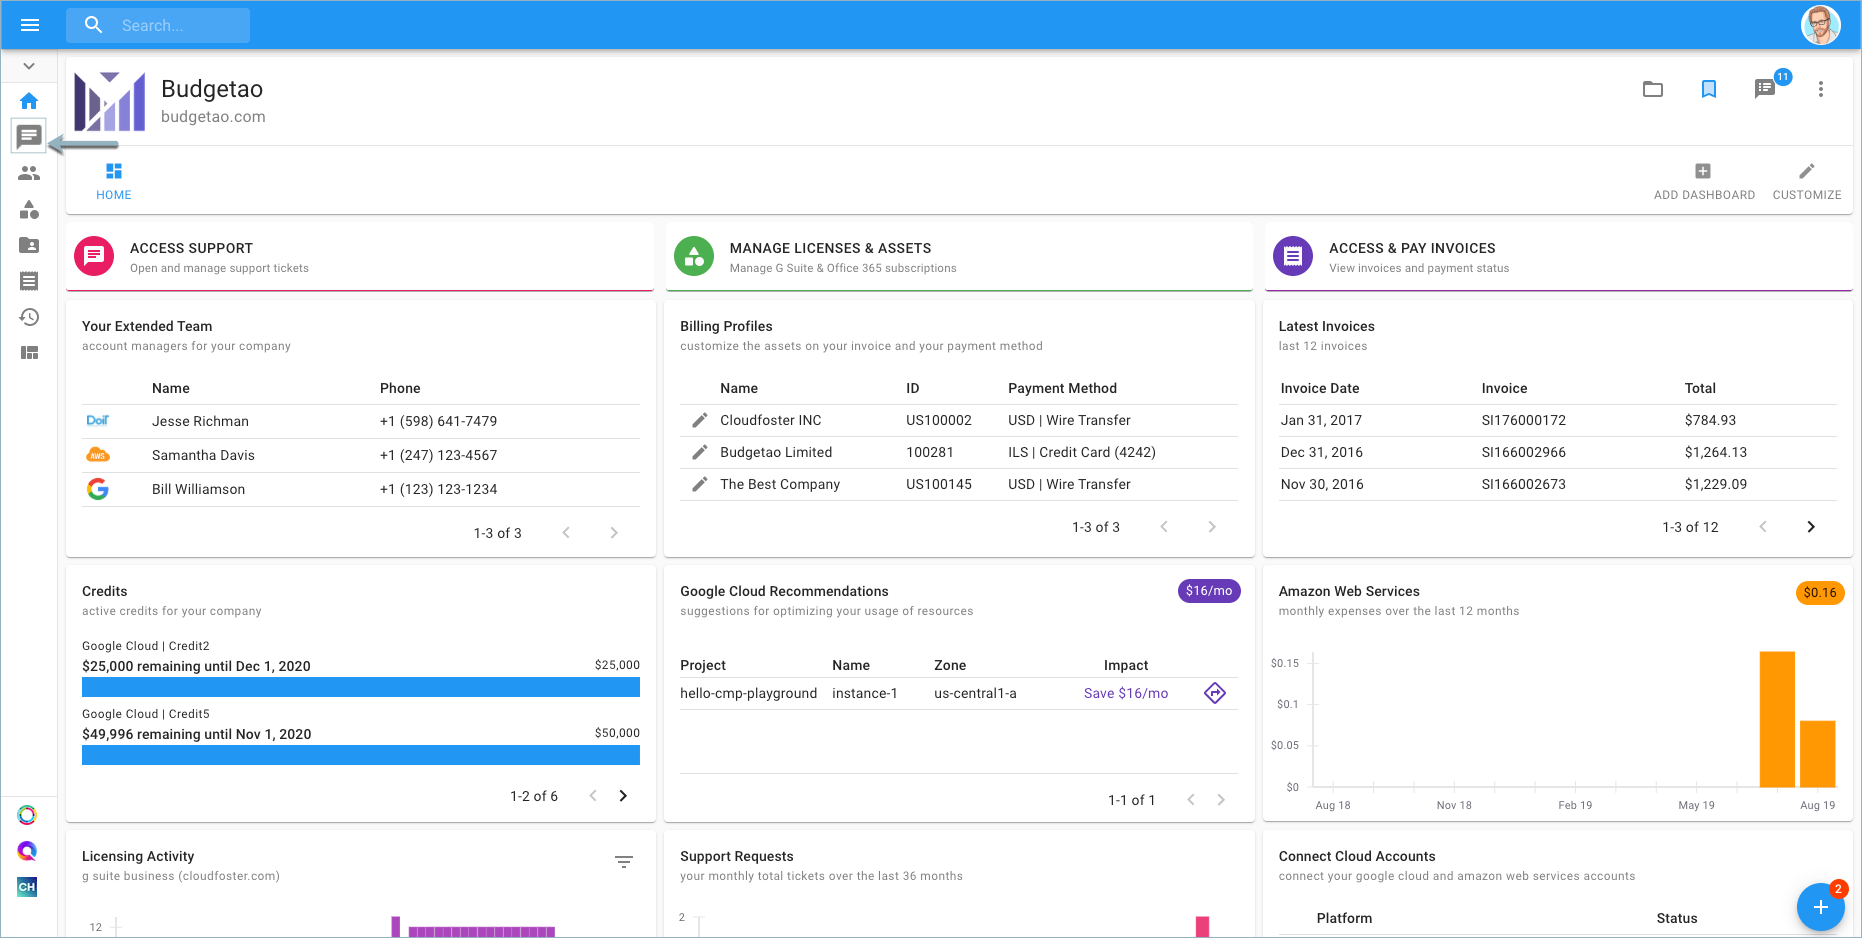 Search...
Budgetao
budgetao.com
11
HOME
ADD DASHBOARD
CUSTOMIZE
ACCESS SUPPORT
Open and manage support tickets
MANAGE LICENSES & ASSETS
Manage G Suite & Office 365 subscriptions
ACCESS & PAY INVOICES
View invoices and payment status
Your Extended Team
account managers for your company
Name Phone
DoiT Jesse Richman +1 (598) 641-7479
AWS Samantha Davis +1 (247) 123-4567
Bill Williamson +1 (123) 123-1234
1-3 of 3
Billing Profiles
customize the assets on your invoice and your payment method
Name ID Payment Method
Cloudfoster INC US100002 USD | Wire Transfer
Budgetao Limited 100281 ILS | Credit Card (4242)
The Best Company US100145 USD | Wire Transfer
1-3 of 3
Latest Invoices
last 12 invoices
Invoice Date Invoice Total
Jan 31, 2017 SI176000172 $784.93
Dec 31, 2016 SI166002966 $1,264.13
Nov 30, 2016 SI166002673 $1,229.09
1-3 of 12
Credits
active credits for your company
Google Cloud | Credit2
$25,000 remaining until Dec 1, 2020 $25,000
Google Cloud | Credit5
$49,996 remaining until Nov 1, 2020 $50,000
1-2 of 6
Google Cloud Recommendations $16/mo
suggestions for optimizing your usage of resources
Project Name Zone Impact
hello-cmp-playground instance-1 us-central1-a Save $16/mo
1-1 of 1
Amazon Web Services $0.16
monthly expenses over the last 12 months
$0.15
$0.1
$0.05
$0
Aug 18 Nov 18 Feb 19 May 19 Aug 19
CH
Licensing Activity
g suite business (cloudfoster.com)
12
Support Requests
your monthly total tickets over the last 36 months
2
Connect Cloud Accounts
connect your google cloud and amazon web services accounts
Platform Status
2